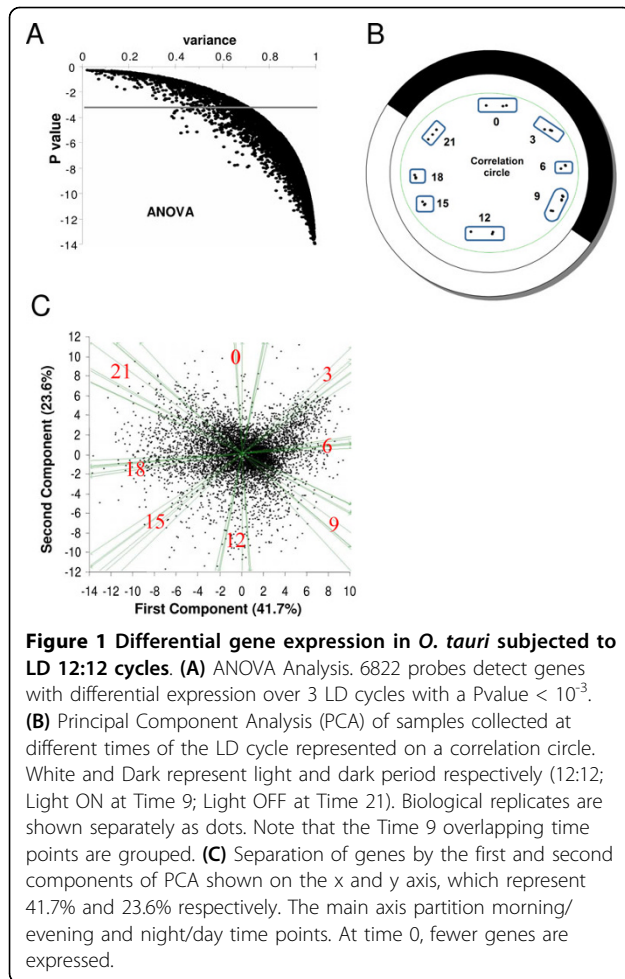 A
variance
0 0.2 0.4 0.6 0.8 1
0
-2
-4
-6
-8
-10
-12
-14
P value
ANOVA
B
0
3
6
9
12
15
18
21
Correlation
circle
C
12
10
8
6
4
2
0
-2
-4
-6
-8
-10
-12
Second Component (23.6%)
21
0
3
18
6
15
12
9
-14 -12 -10 -8 -6 -4 -2 0 2 4 6 8 10
First Component (41.7%)
Figure 1 Differential gene expression in O. tauri subjected to
LD 12:12 cycles. (A) ANOVA Analysis. 6822 probes detect genes
with differential expression over 3 LD cycles with a Pvalue < 10⁻³.
(B) Principal Component Analysis (PCA) of samples collected at
different times of the LD cycle represented on a correlation circle.
White and Dark represent light and dark period respectively (12:12;
Light ON at Time 9; Light OFF at Time 21). Biological replicates are
shown separately as dots. Note that the Time 9 overlapping time
points are grouped. (C) Separation of genes by the first and second
components of PCA shown on the x and y axis, which represent
41.7% and 23.6% respectively. The main axis partition morning/
evening and night/day time points. At time 0, fewer genes are
expressed.